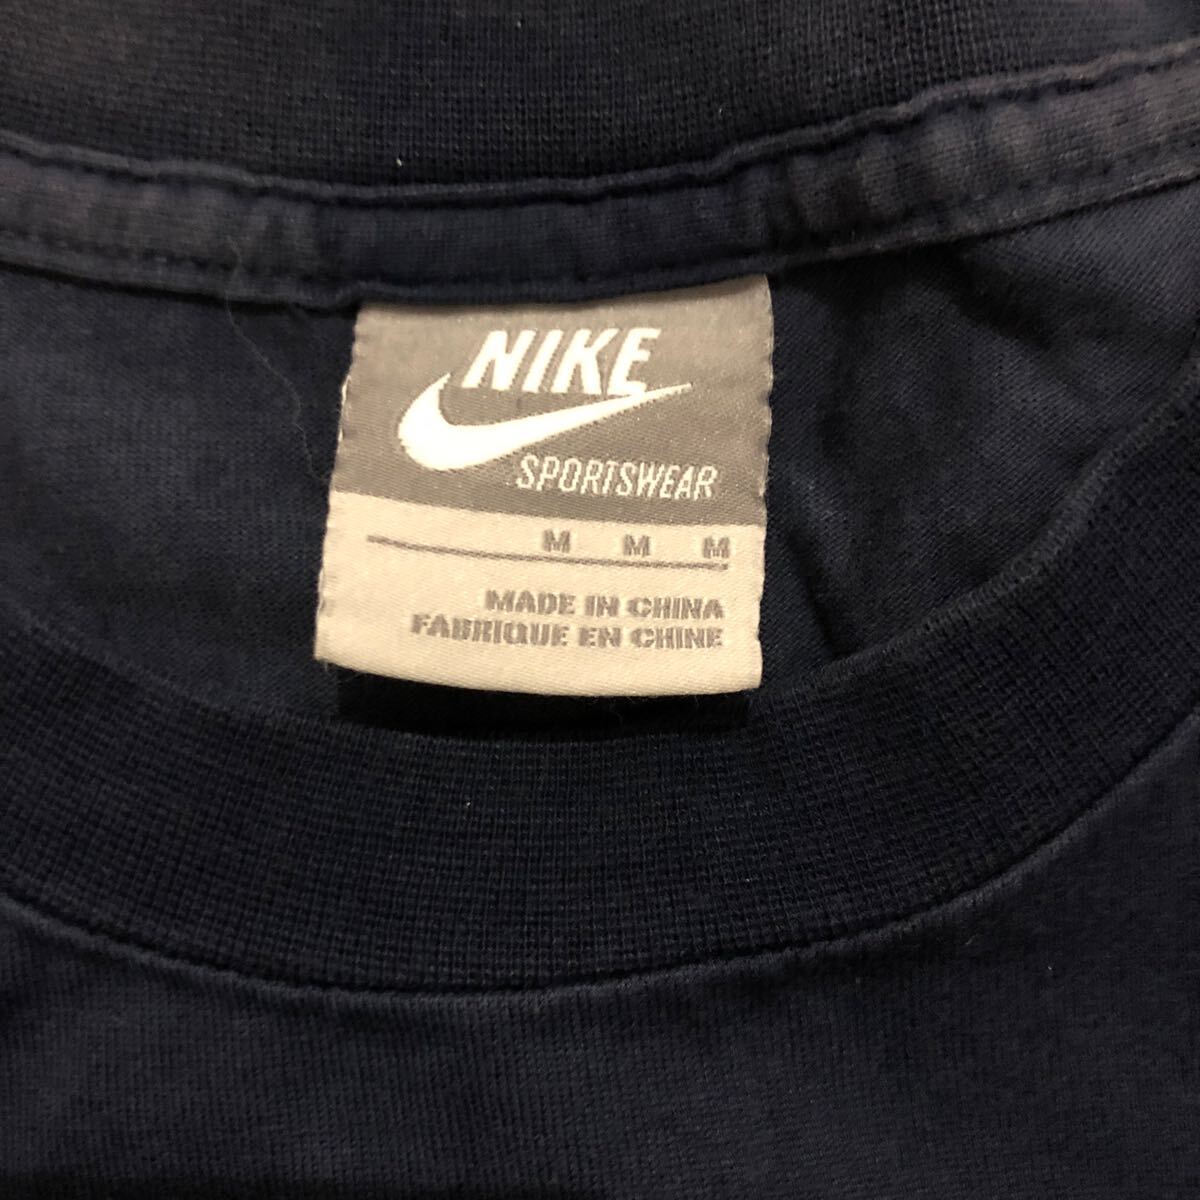 NIKE
SPORTSWEAR
M M M
MADE IN CHINA
FABRIQUE EN CHINE